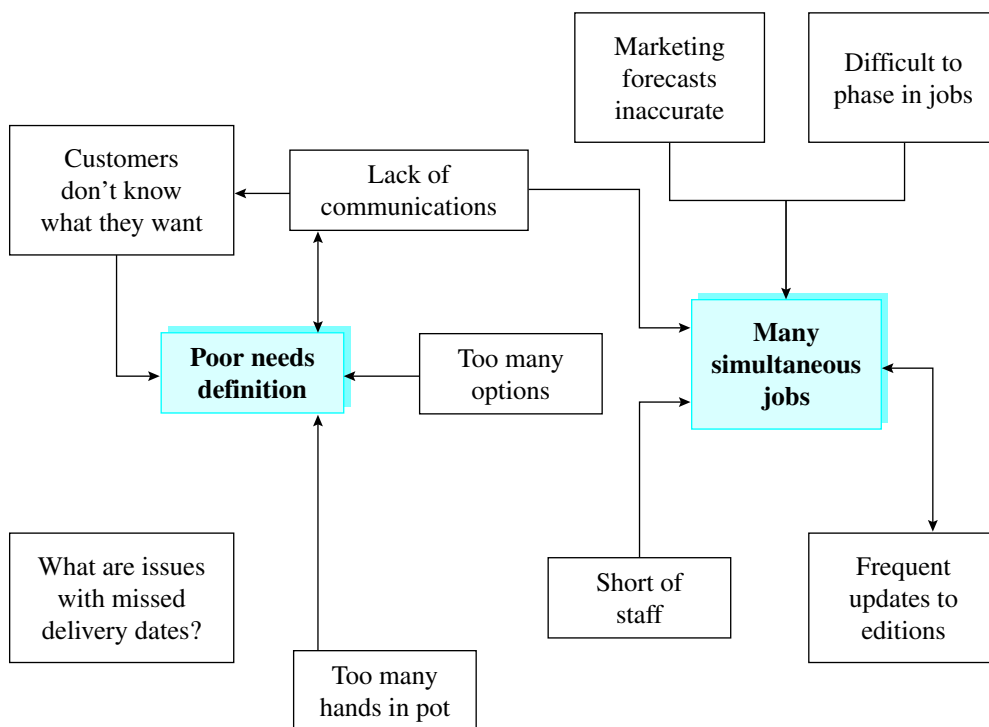 Marketing
forecasts
inaccurate
Difficult to
phase in jobs
Customers
don’t know
what they want
Lack of
communications
Poor needs
definition
Too many
options
Many
simultaneous
jobs
What are issues
with missed
delivery dates?
Too many
hands in pot
Short of
staff
Frequent
updates to
editions